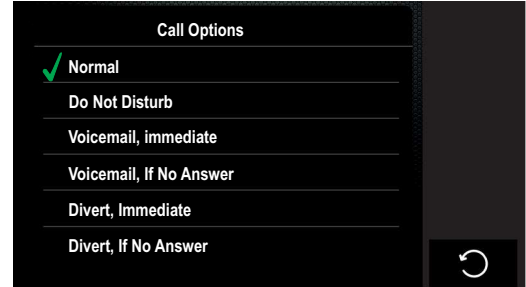 Call Options
Normal
Do Not Disturb
Voicemail, immediate
Voicemail, If No Answer
Divert, Immediate
Divert, If No Answer